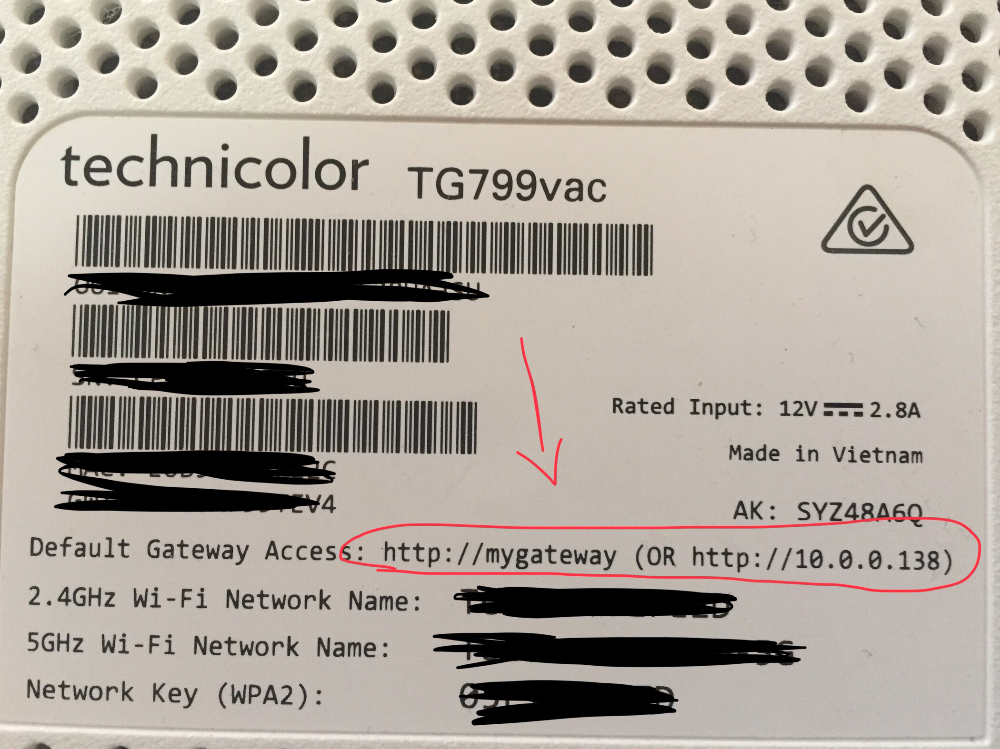 technicolor TG799vac
Rated Input: 12V 2.8A
Made in Vietnam
AK: SYZ48A6Q
Default Gateway Access: http://mygateway (OR http://10.0.0.138)
2.4GHz Wi-Fi Network Name:
5GHz Wi-Fi Network Name:
Network Key (WPA2):